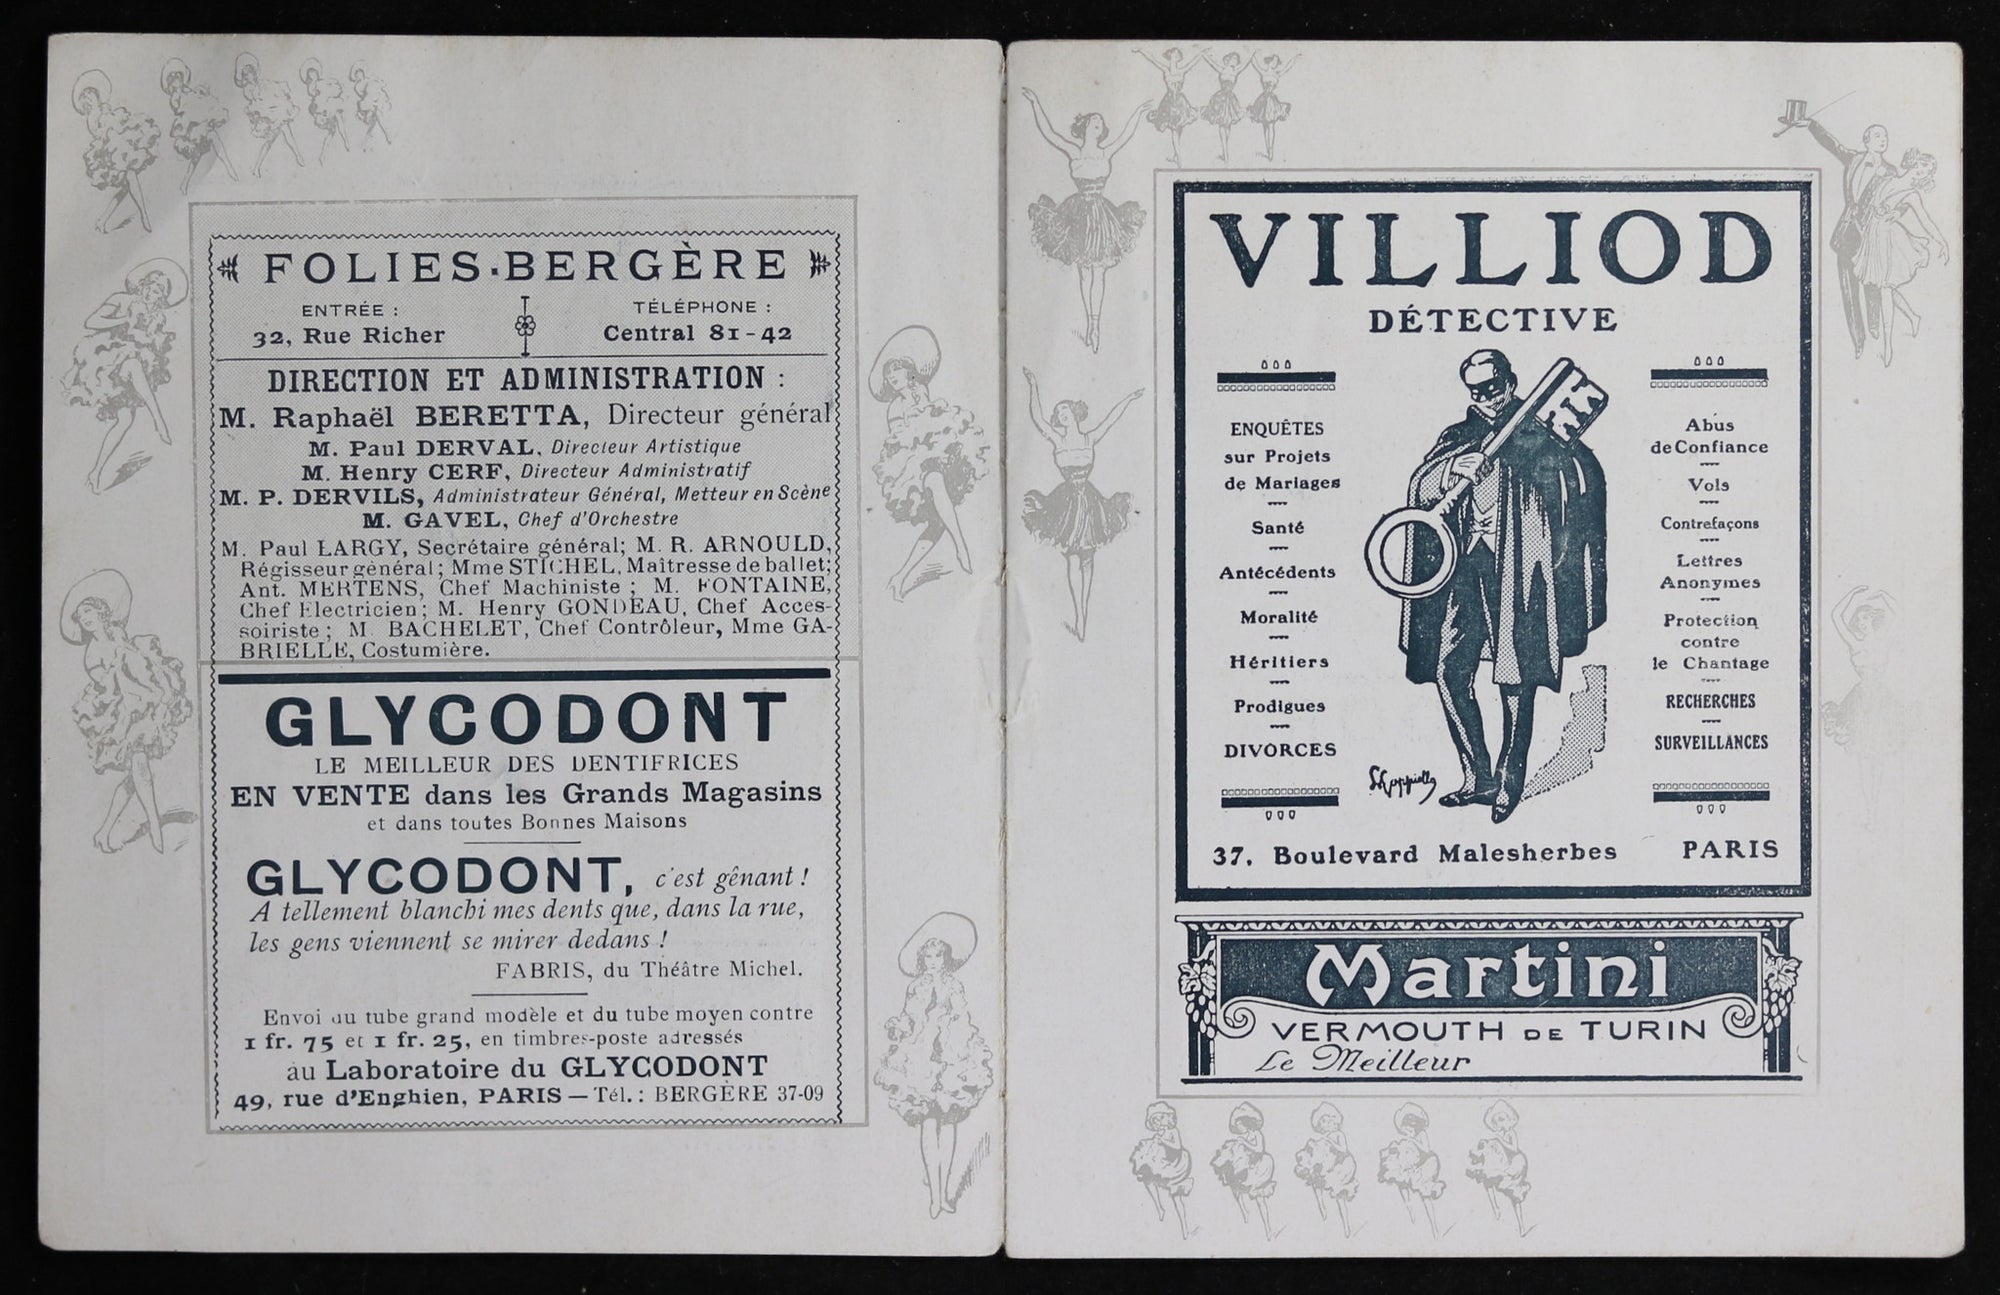 FOLIES-BERGÈRE
ENTRÉE :
32, Rue Richer
TÉLÉPHONE :
Central 81-42
DIRECTION ET ADMINISTRATION :
M. Raphaël BERETTA, Directeur général
M. Paul DERVAL, Directeur Artistique
M. Henry CERF, Directeur Administratif
M. P. DERVILS, Administrateur Général, Metteur en Scène
M. GAVEL, Chef d'Orchestre
M. Paul LARGY, Secrétaire général; M. R. ARNOULD,
Régisseur général; Mme STICHEL, Maîtresse de ballet;
Ant. MERTENS, Chef Machiniste; M. FONTAINE,
Chef Electricien; M. Henry GONDEAU, Chef Acces-
soiriste; M. BACHELET, Chef Contrôleur, Mme GA-
BRIELLE, Costumière.
GLYCODONT
LE MEILLEUR DES DENTIFRICES
EN VENTE dans les Grands Magasins
et dans toutes Bonnes Maisons
GLYCODONT, c'est gênant !
A tellement blanchi mes dents que, dans la rue,
les gens viennent se mirer dedans !
FABRIS, du Théâtre Michel.
Envoi du tube grand modèle et du tube moyen contre
1 fr. 75 et 1 fr. 25, en timbres-poste adressés
au Laboratoire du GLYCODONT
49, rue d'Enghien, PARIS — Tél. : BERGÈRE 37-09
VILLIOD
DÉTECTIVE
ENQUÊTES
sur Projets
de Mariages
Santé
Antécédents
Moralité
Héritiers
Prodigues
DIVORCES
Abus
de Confiance
Vols
Contrefaçons
Lettres
Anonymes
Protection
contre
le Chantage
RECHERCHES
SURVEILLANCES
L Cappiello
37, Boulevard Malesherbes PARIS
Martini
VERMOUTH DE TURIN
Le Meilleur